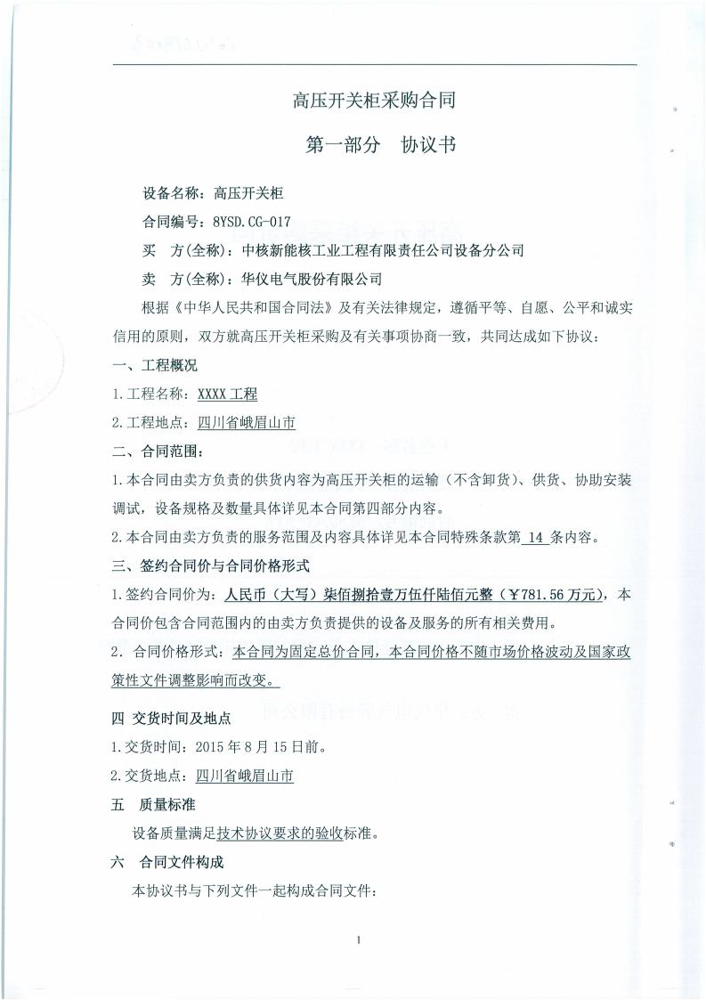 高压开关柜采购合同
第一部分 协议书
设备名称：高压开关柜
合同编号：8YSD.CG-017
买 方(全称)：中核新能核工业工程有限责任公司设备分公司
卖 方(全称)：华仪电气股份有限公司
根据《中华人民共和国合同法》及有关法律规定，遵循平等、自愿、公平和诚实
信用的原则，双方就高压开关柜采购及有关事项协商一致，共同达成如下协议：
一、工程概况
1.工程名称：XXXX工程
2.工程地点：四川省峨眉山市
二、合同范围：
1.本合同由卖方负责的供货内容为高压开关柜的运输（不含卸货）、供货、协助安装
调试，设备规格及数量具体详见本合同第四部分内容。
2.本合同由卖方负责的服务范围及内容具体详见本合同特殊条款第 14 条内容。
三、签约合同价与合同价格形式
1.签约合同价为：人民币（大写）柒佰捌拾壹万伍仟陆佰元整（￥781.56万元），本
合同价包含合同范围内的由卖方负责提供的设备及服务的所有相关费用。
2. 合同价格形式：本合同为固定总价合同，本合同价格不随市场价格波动及国家政
策性文件调整影响而改变。
四 交货时间及地点
1.交货时间：2015年8月15日前。
2.交货地点：四川省峨眉山市
五 质量标准
设备质量满足技术协议要求的验收标准。
六 合同文件构成
本协议书与下列文件一起构成合同文件：
1